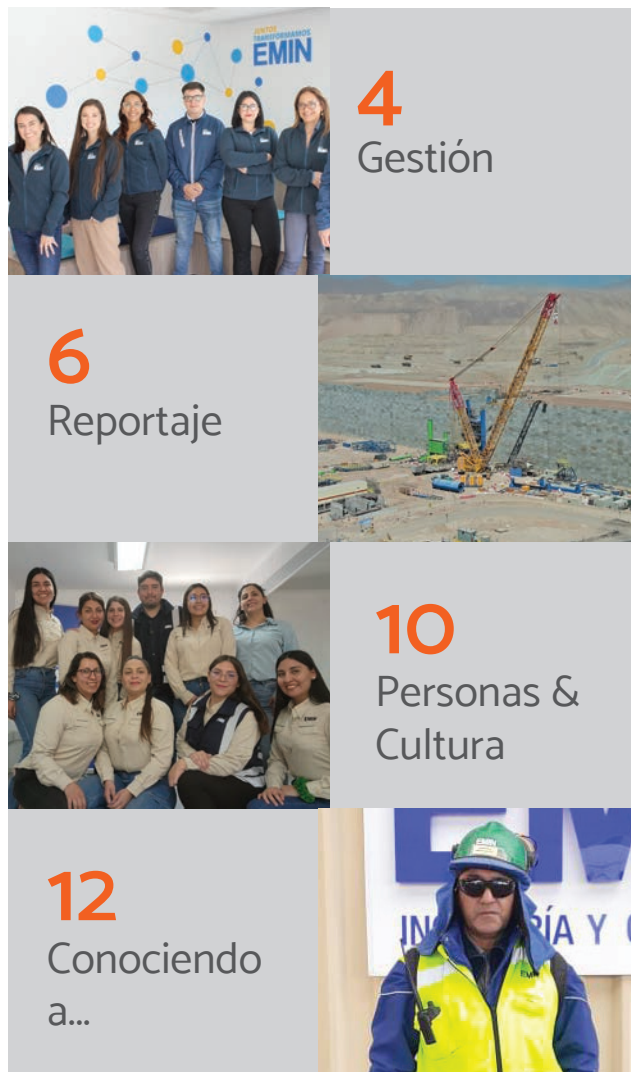 JUNTOS
TRANSFORMAMOS
EMIN
4
Gestión
6
Reportaje
10
Personas &
Cultura
12
Conociendo
a...
EMIN
EMIN